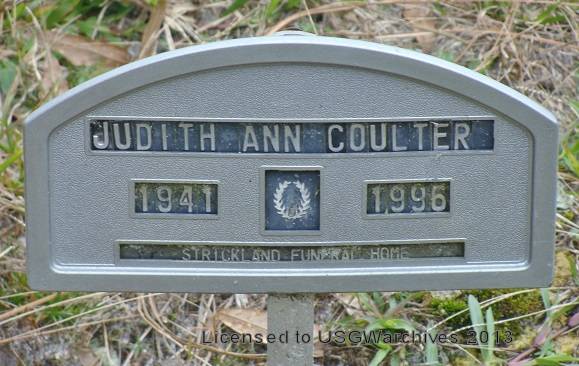 JUDITH ANN COULTER
1941 1996
STRICKLAND FUNERAL HOME
Licensed to USGWarchives 2013